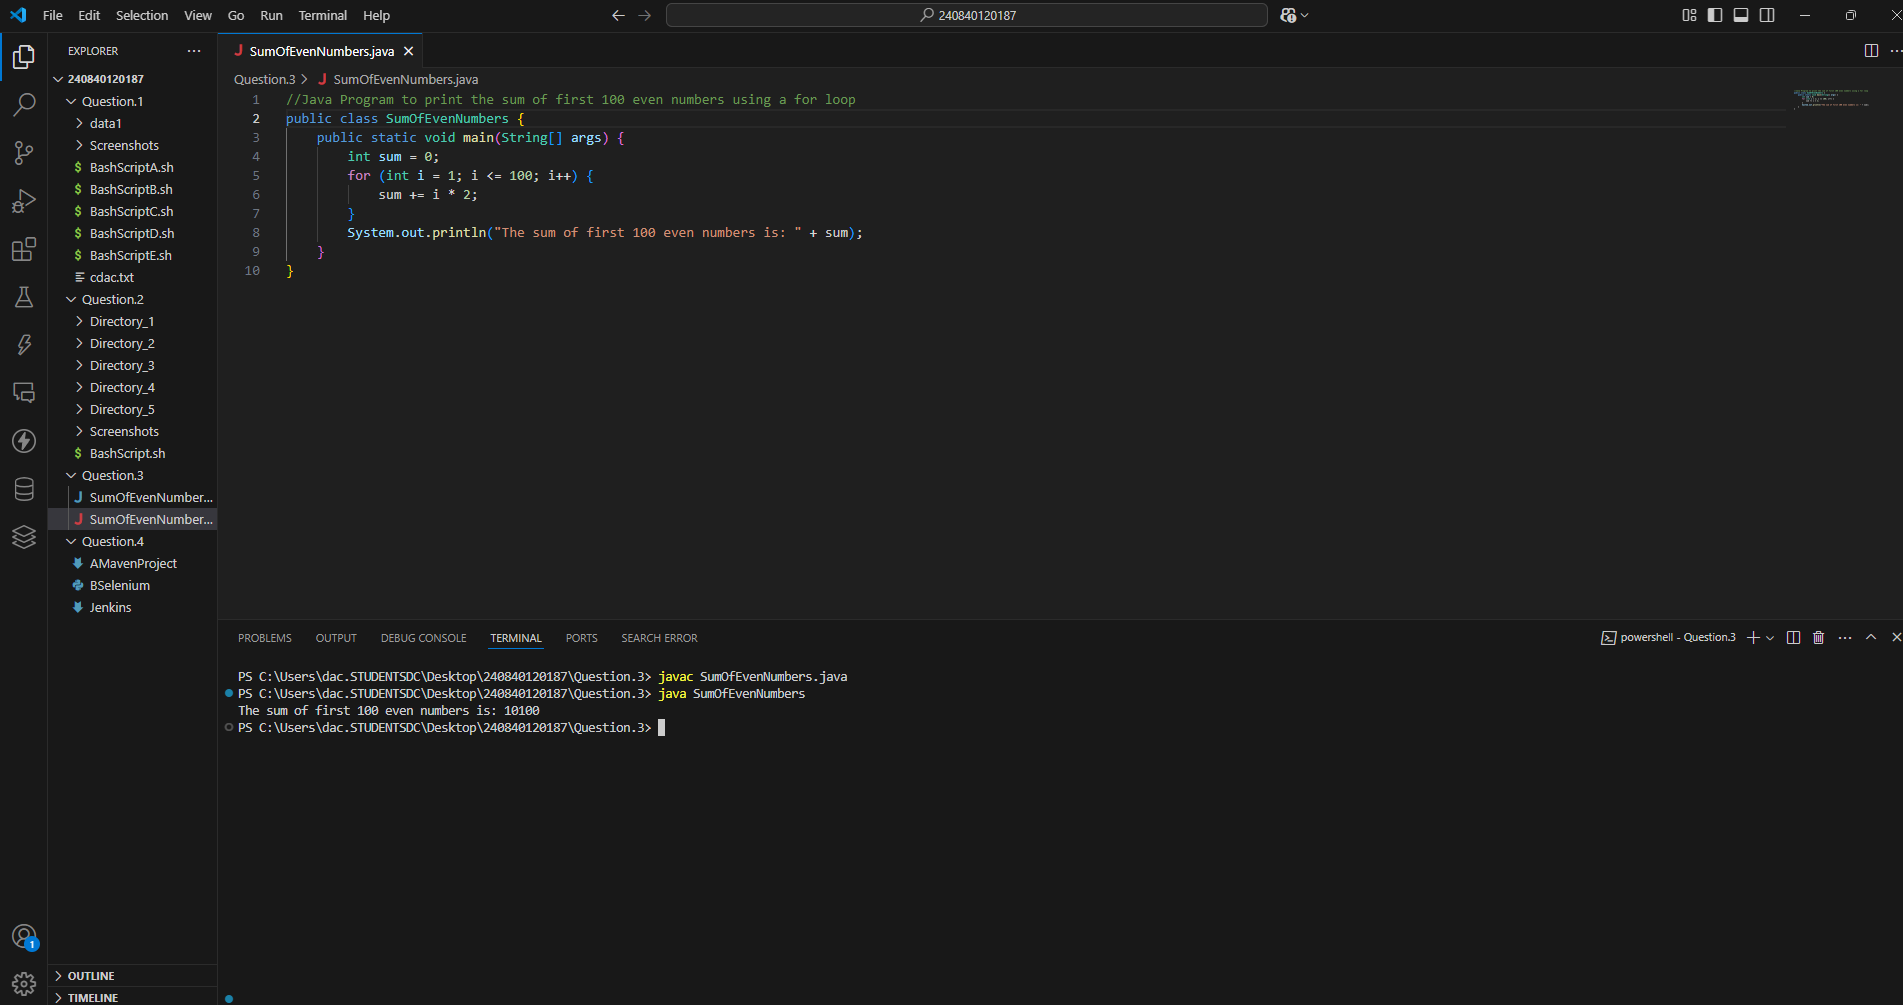 File Edit Selection View Go Run Terminal Help
240840120187
EXPLORER
240840120187
Question.1
data1
Screenshots
BashScriptA.sh
BashScriptB.sh
BashScriptC.sh
BashScriptD.sh
BashScriptE.sh
cdac.txt
Question.2
Directory_1
Directory_2
Directory_3
Directory_4
Directory_5
Screenshots
BashScript.sh
Question.3
SumOfEvenNumber...
SumOfEvenNumber...
Question.4
AMavenProject
BSelenium
Jenkins
OUTLINE
TIMELINE
1
SumOfEvenNumbers.java
Question.3 > SumOfEvenNumbers.java
1 //Java Program to print the sum of first 100 even numbers using a for loop
2 public class SumOfEvenNumbers {
3 public static void main(String[] args) {
4 int sum = 0;
5 for (int i = 1; i <= 100; i++) {
6 sum += i * 2;
7 }
8 System.out.println("The sum of first 100 even numbers is: " + sum);
9 }
10 }
PROBLEMS OUTPUT DEBUG CONSOLE TERMINAL PORTS SEARCH ERROR
powershell - Question.3
PS C:\Users\dac.STUDENTSDC\Desktop\240840120187\Question.3> javac SumOfEvenNumbers.java
PS C:\Users\dac.STUDENTSDC\Desktop\240840120187\Question.3> java SumOfEvenNumbers
The sum of first 100 even numbers is: 10100
PS C:\Users\dac.STUDENTSDC\Desktop\240840120187\Question.3>